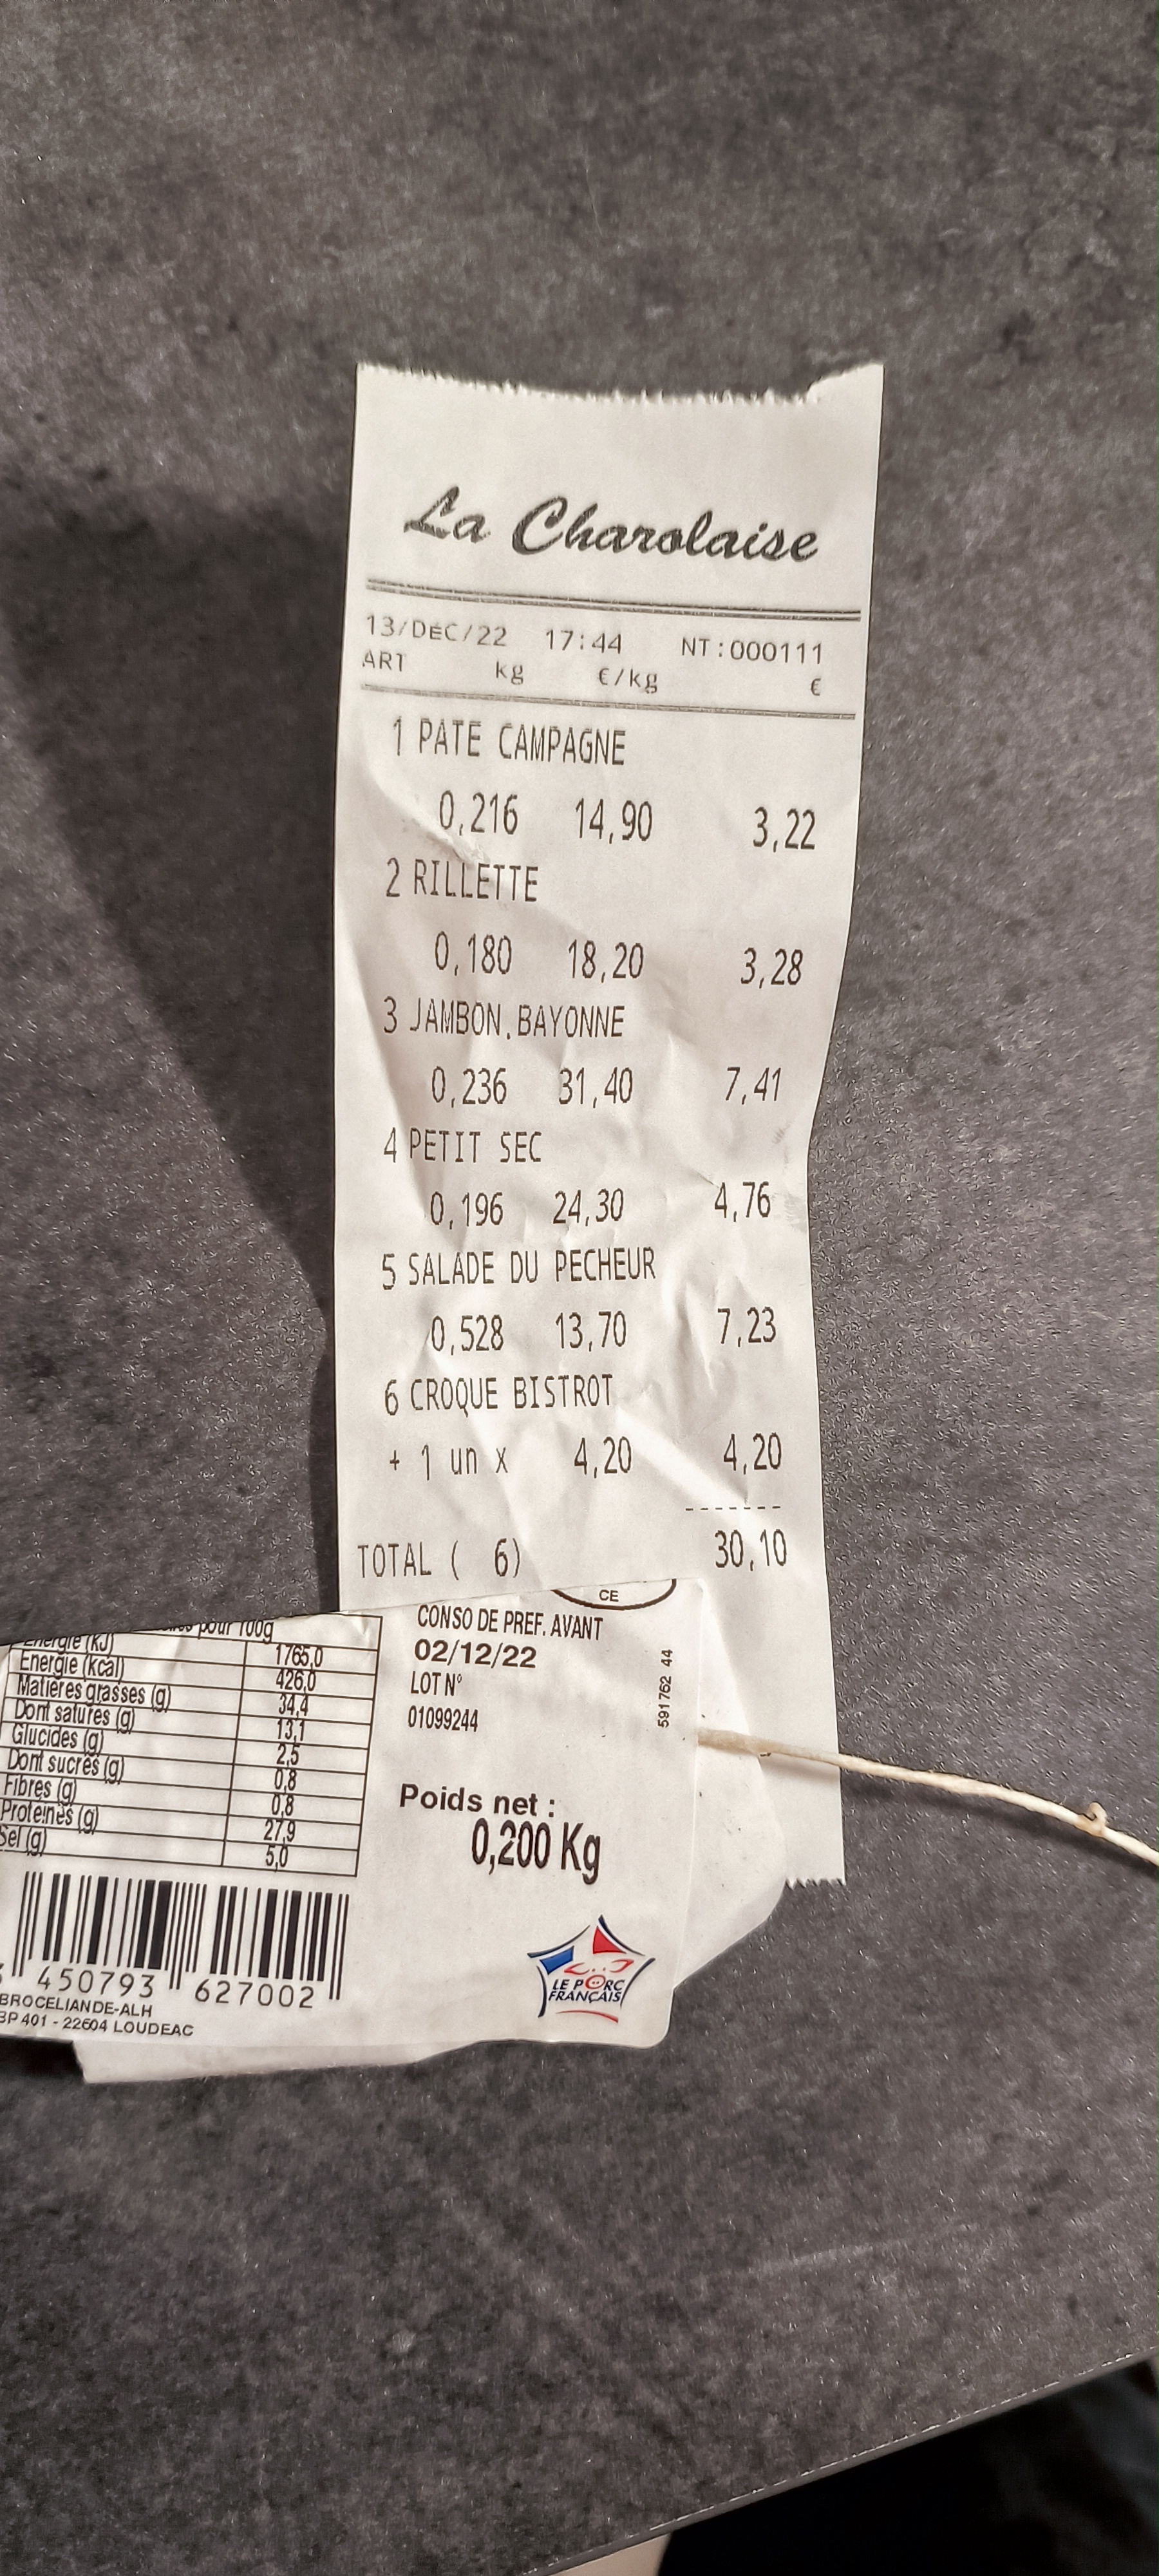 La Charolaise
13/DEC/22 17:44 NT:000111
ART kg €/kg €
1 PATE CAMPAGNE
0,216 14,90 3,22
2 RILLETTE
0,180 18,20 3,28
3 JAMBON.BAYONNE
0,236 31,40 7,41
4 PETIT SEC
0,196 24,30 4,76
5 SALADE DU PECHEUR
0,528 13,70 7,23
6 CROQUE BISTROT
+ 1 un x 4,20 4,20
-------
TOTAL ( 6) 30,10
pour 100g
Energie (kJ) 1765,0
Energie (kcal) 426,0
Matières grasses (g) 34,4
Dont saturés (g) 13,1
Glucides (g) 2,5
Dont sucres (g) 0,8
Fibres (g) 0,8
Protéines (g) 27,9
Sel (g) 5,0
450793 627002
BROCELIANDE-ALH
BP 401 - 22604 LOUDEAC
CE
CONSO DE PREF. AVANT
02/12/22
LOT N°
01099244
591762 44
Poids net :
0,200 Kg
LE PORC
FRANÇAIS